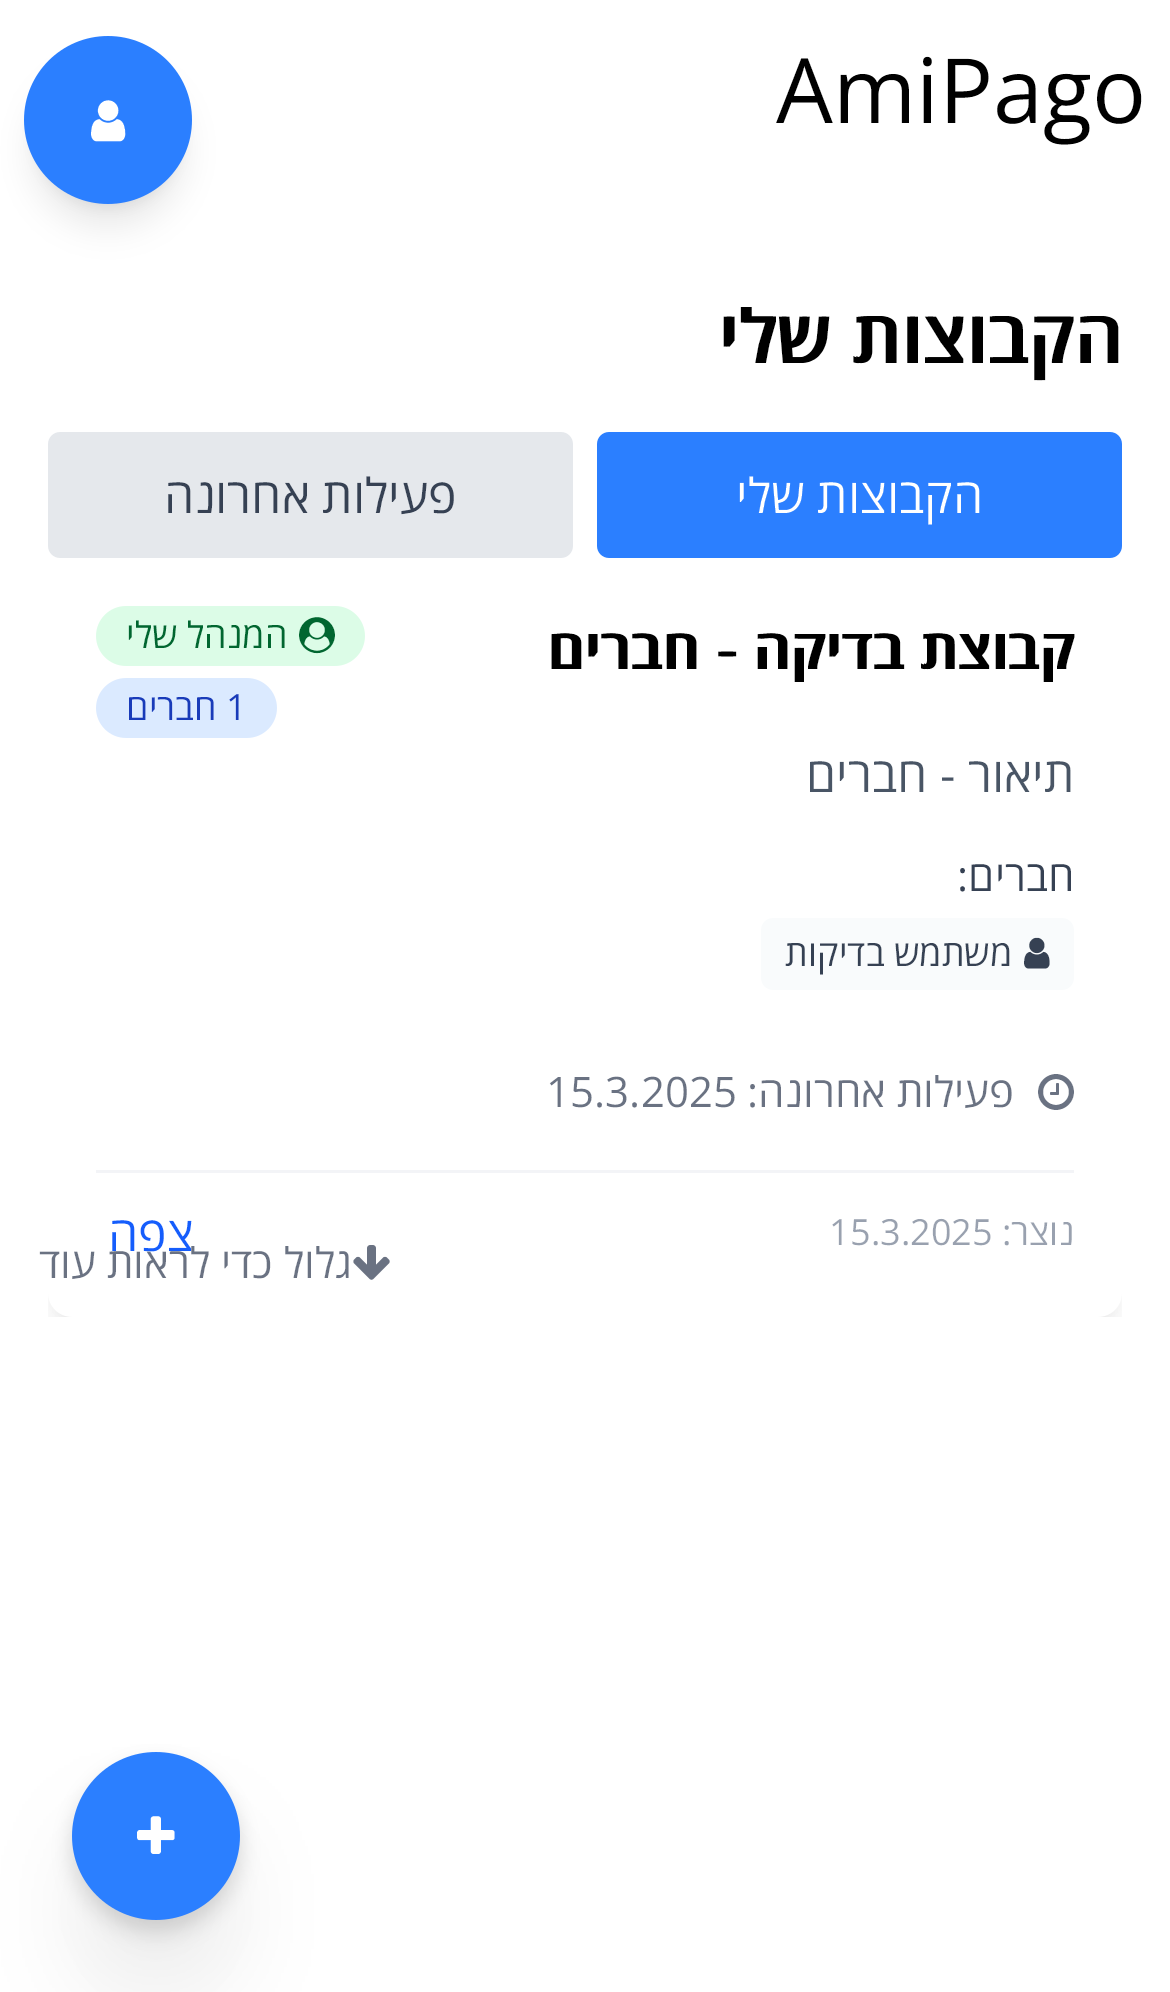 AmiPago
הקבוצות שלי
הקבוצות שלי
פעילות אחרונה
קבוצת בדיקה - חברים
המנהל שלי
1 חברים
תיאור - חברים
חברים:
משתמש בדיקות
פעילות אחרונה: 15.3.2025
נוצר: 15.3.2025
צפה
גלול כדי לראות עוד